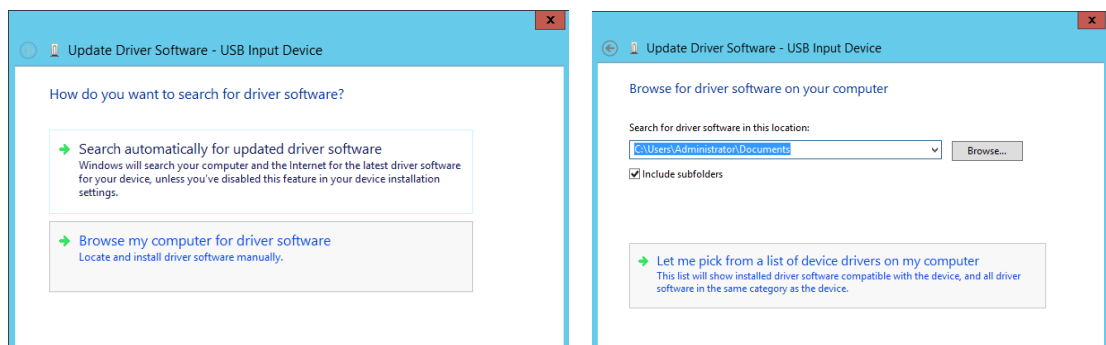 x
Update Driver Software - USB Input Device
How do you want to search for driver software?
Search automatically for updated driver software
Windows will search your computer and the Internet for the latest driver software
for your device, unless you've disabled this feature in your device installation
settings.
Browse my computer for driver software
Locate and install driver software manually.
x
Update Driver Software - USB Input Device
Browse for driver software on your computer
Search for driver software in this location:
C:\Users\Administrator\Documents
Browse...
Include subfolders
Let me pick from a list of device drivers on my computer
This list will show installed driver software compatible with the device, and all driver
software in the same category as the device.